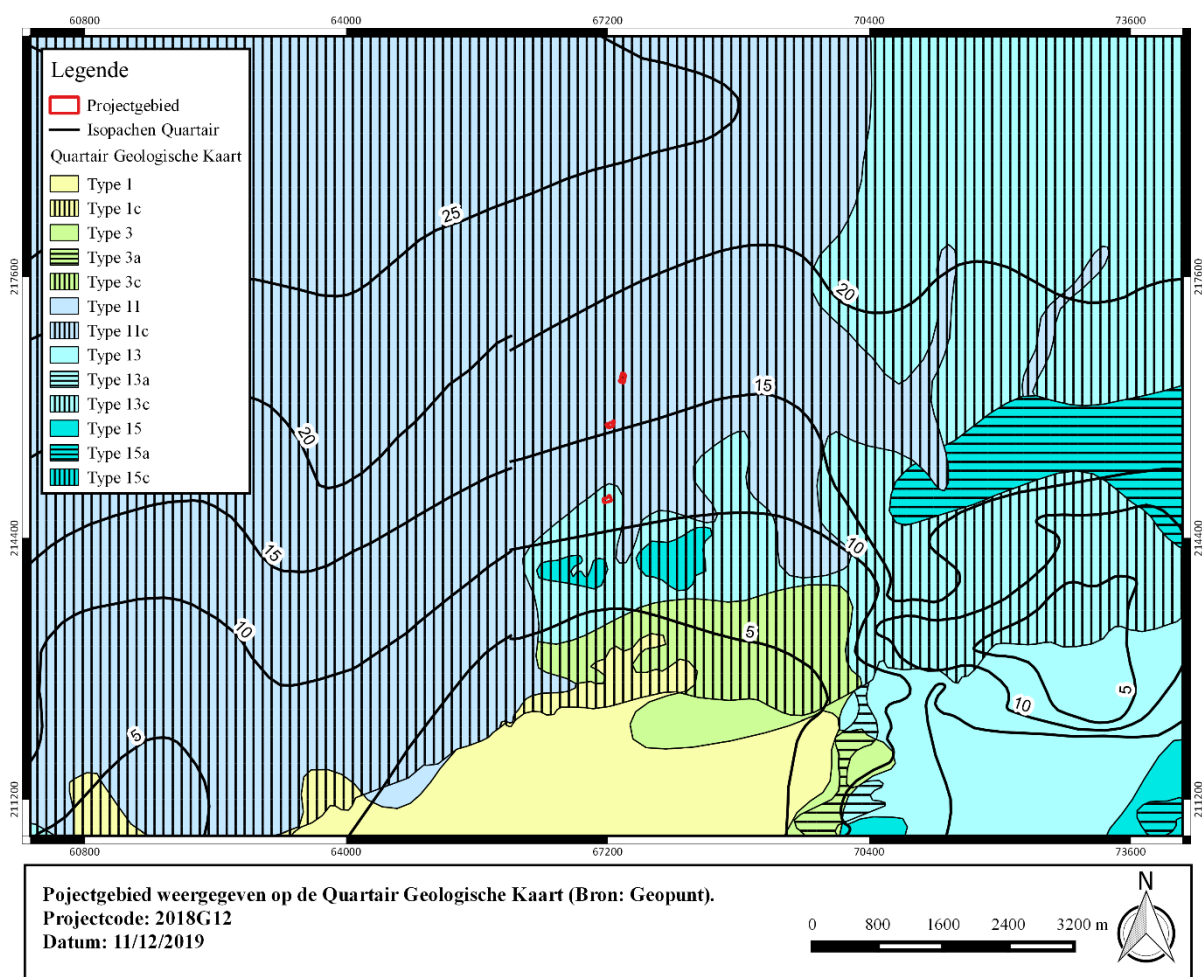 60800 64000 67200 70400 73600
Legende
Projectgebied
Isopachen Quartair
Quartair Geologische Kaart
Type 1
Type 1c
Type 3
Type 3a
Type 3c
Type 11
Type 11c
Type 13
Type 13a
Type 13c
Type 15
Type 15a
Type 15c
25
217600 217600
20
15
20
214400 214400
15
10
10
5
5
10
5
211200 211200
60800 64000 67200 70400 73600
Pojectgebied weergegeven op de Quartair Geologische Kaart (Bron: Geopunt).
Projectcode: 2018G12
Datum: 11/12/2019
0 800 1600 2400 3200 m
N